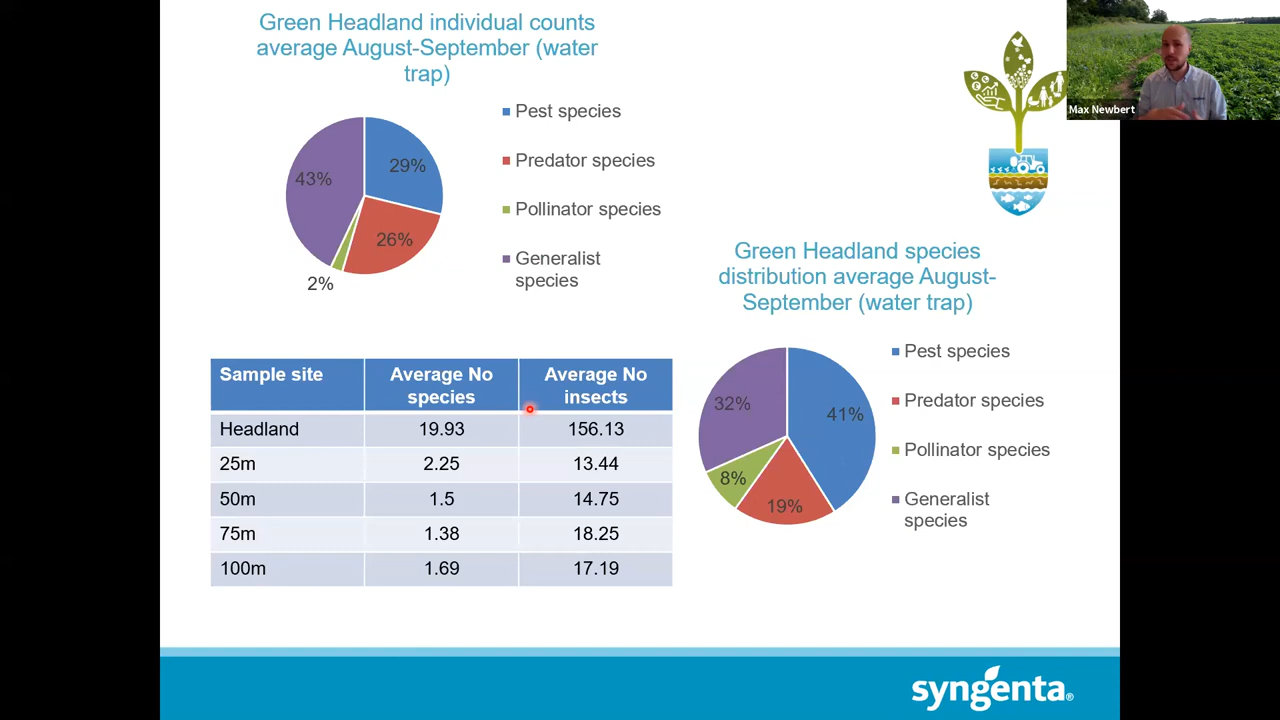 Green Headland individual counts
average August-September (water
trap)
Pest species
Predator species
Pollinator species
Generalist
species
29%
26%
2%
43%
Max Newbert
Green Headland species
distribution average August-
September (water trap)
Pest species
Predator species
Pollinator species
Generalist
species
41%
19%
8%
32%
Sample site Average No species Average No insects
Headland 19.93 156.13
25m 2.25 13.44
50m 1.5 14.75
75m 1.38 18.25
100m 1.69 17.19
syngenta®